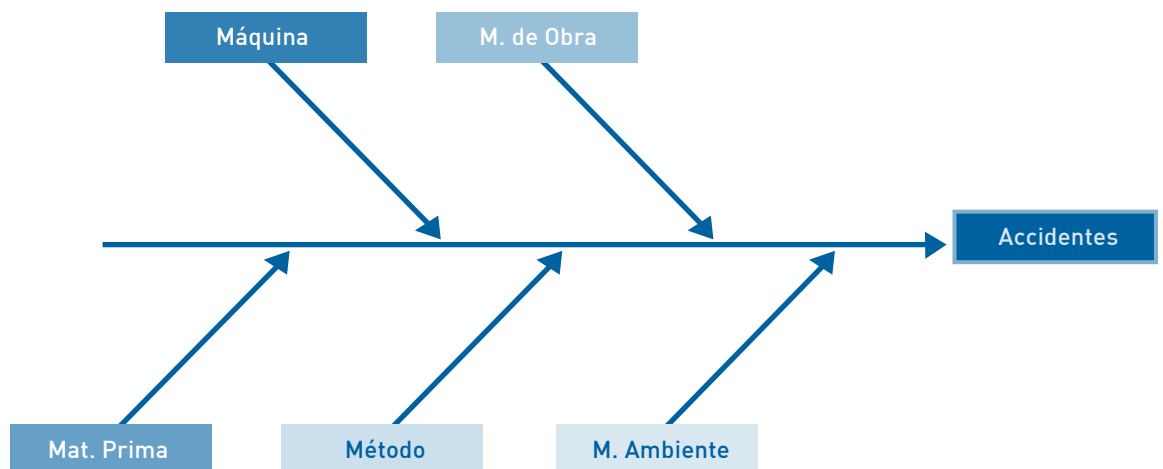 Máquina
M. de Obra
Accidentes
Mat. Prima
Método
M. Ambiente